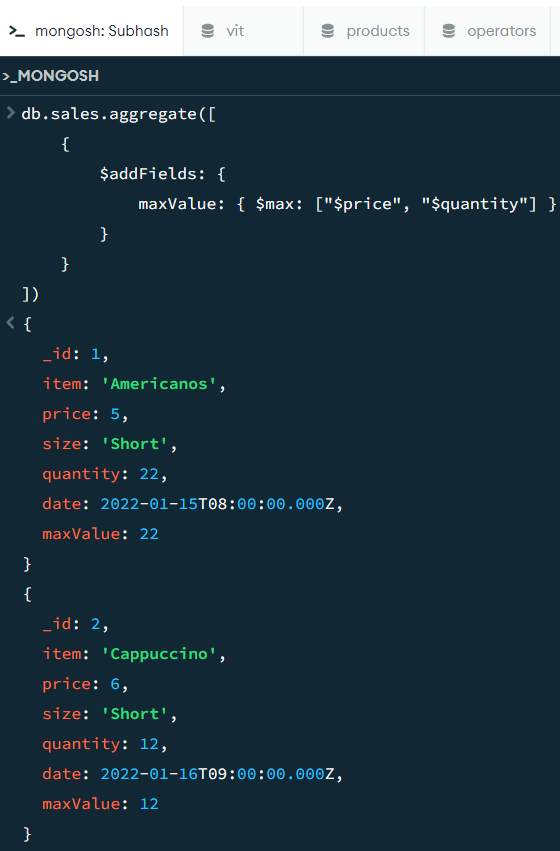 >_ mongosh: Subhash vit products operators
>_MONGOSH
> db.sales.aggregate([
{
$addFields: {
maxValue: { $max: ["$price", "$quantity"] }
}
}
])
< {
_id: 1,
item: 'Americanos',
price: 5,
size: 'Short',
quantity: 22,
date: 2022-01-15T08:00:00.000Z,
maxValue: 22
}
{
_id: 2,
item: 'Cappuccino',
price: 6,
size: 'Short',
quantity: 12,
date: 2022-01-16T09:00:00.000Z,
maxValue: 12
}